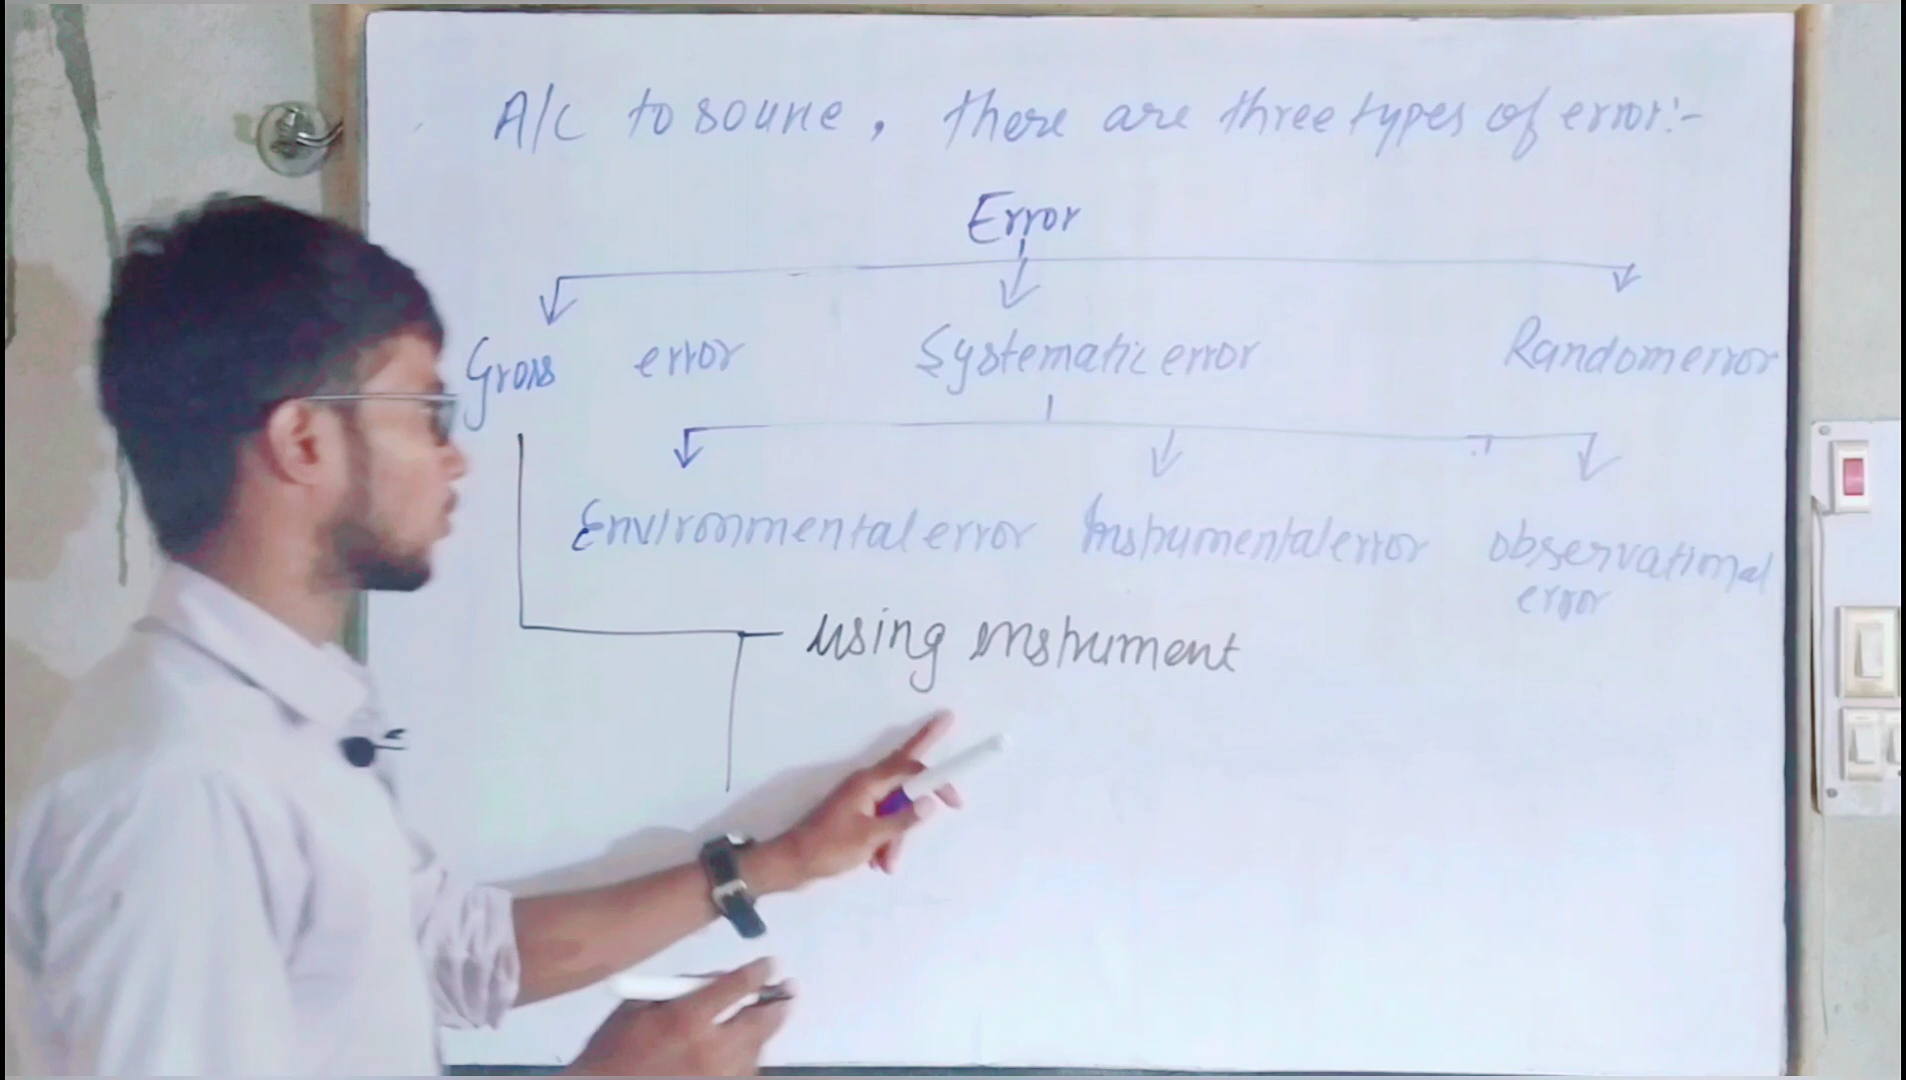 A/C to sourie, there are three types of error:-
Error
Gross error Systematic error Random error
Environmental error Instrumental error observational
error
using instrument